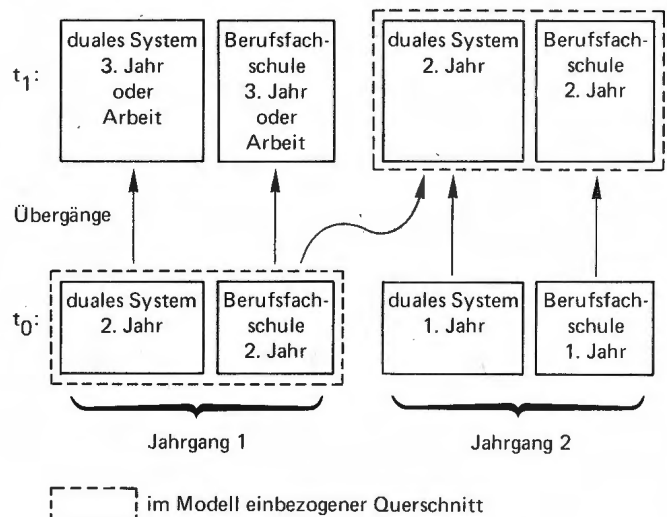 t1:
duales System
3. Jahr
oder
Arbeit
Berufsfach-
schule
3. Jahr
oder
Arbeit
duales System
2. Jahr
Berufsfach-
schule
2. Jahr
Übergänge
t0:
duales System
2. Jahr
Berufsfach-
schule
2. Jahr
duales System
1. Jahr
Berufsfach-
schule
1. Jahr
Jahrgang 1
Jahrgang 2
im Modell einbezogener Querschnitt